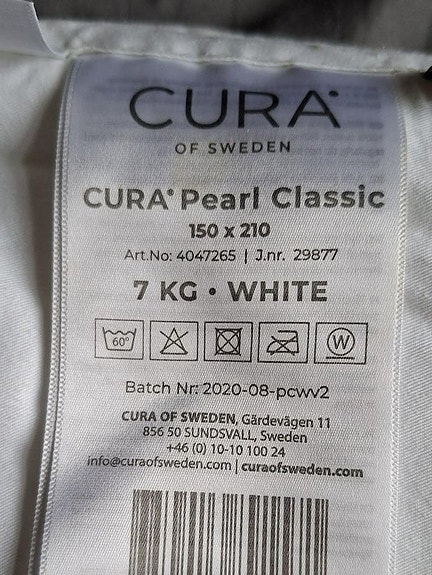 CURA®
OF SWEDEN
CURA® Pearl Classic
150 x 210
Art.No: 4047265 | J.nr. 29877
7 KG • WHITE
60°
W
Batch Nr: 2020-08-pcwv2
CURA OF SWEDEN, Gärdevägen 11
856 50 SUNDSVALL, Sweden
+46 (0) 10-10 100 24
info@curaofsweden.com | curaofsweden.com